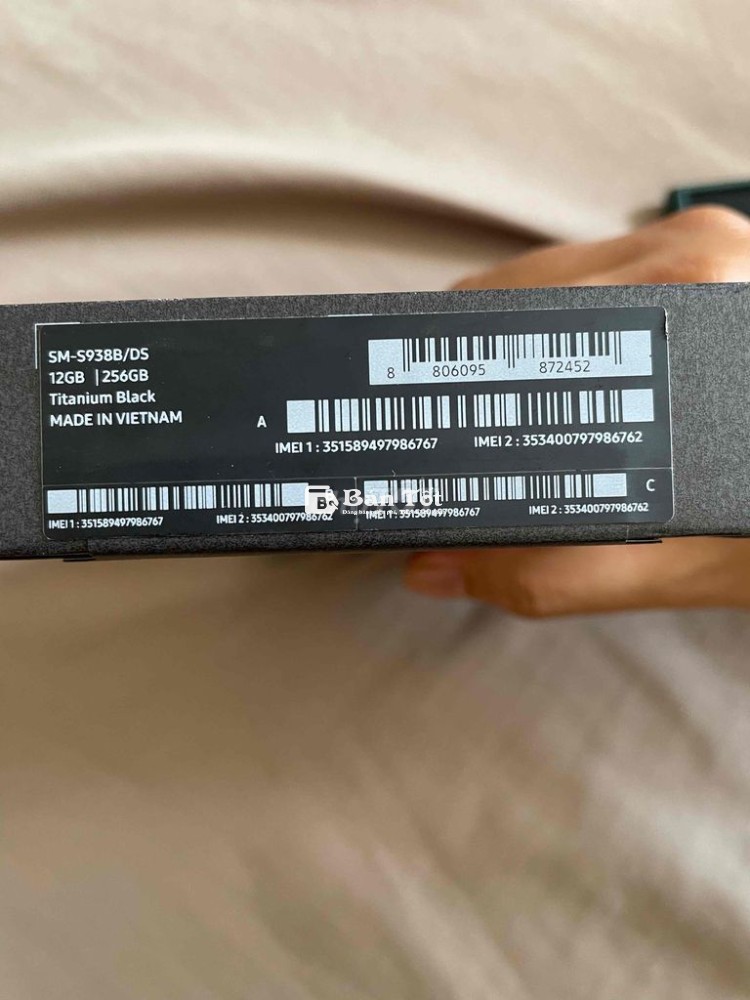 SM-S938B/DS
12GB | 256GB
Titanium Black
MADE IN VIETNAM
8 806095 872452
A
IMEI 1 : 351589497986767 IMEI 2 : 353400797986762
C
Bán Tốt
IMEI 1 : 351589497986767 IMEI 2 : 353400797986762
IMEI 1 : 351589497986767 IMEI 2 : 353400797986762